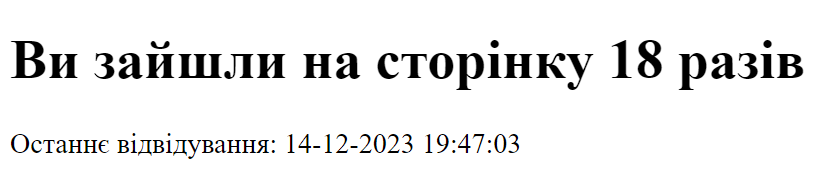 Ви зайшли на сторінку 18 разів
Останнє відвідування: 14-12-2023 19:47:03